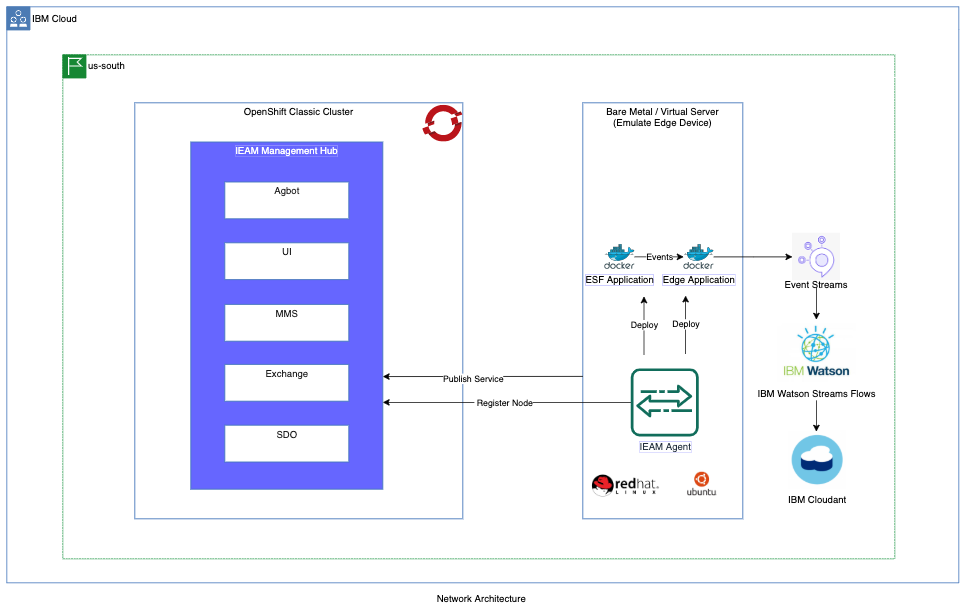 IBM Cloud
us-south
OpenShift Classic Cluster
IEAM Management Hub
Agbot
UI
MMS
Exchange
SDO
Bare Metal / Virtual Server
(Emulate Edge Device)
docker
Events
docker
ESF Application
Edge Application
Deploy
Deploy
Publish Service
Register Node
IEAM Agent
redhat.
LINUX
ubuntu
Event Streams
IBM Watson
IBM Watson Streams Flows
IBM Cloudant
Network Architecture